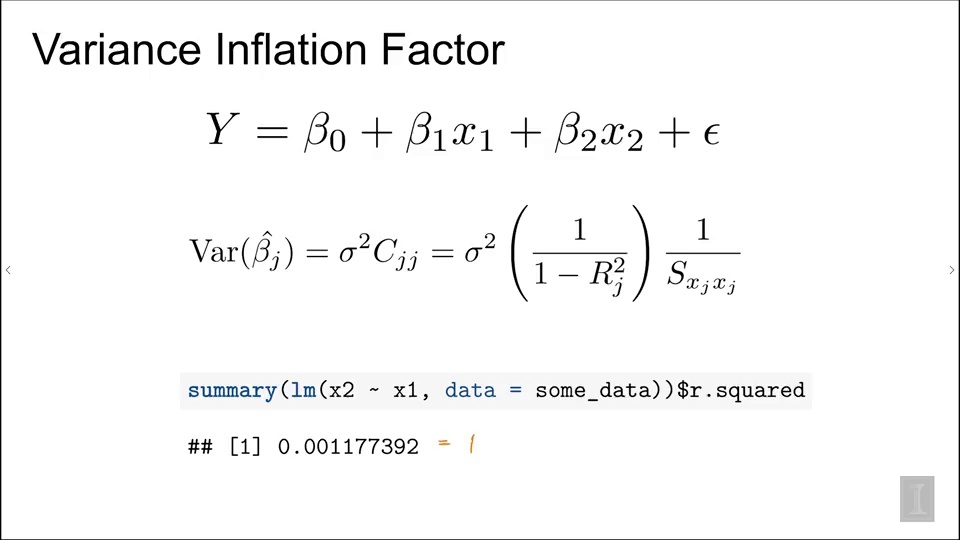 Variance Inflation Factor
Y = β₀ + β₁x₁ + β₂x₂ + ϵ
Var(β̂ⱼ) = σ²Cⱼⱼ = σ² (1 / (1 − Rⱼ²)) 1 / Sₓⱼₓⱼ
summary(lm(x2 ~ x1, data = some_data))$r.squared
## [1] 0.001177392 =